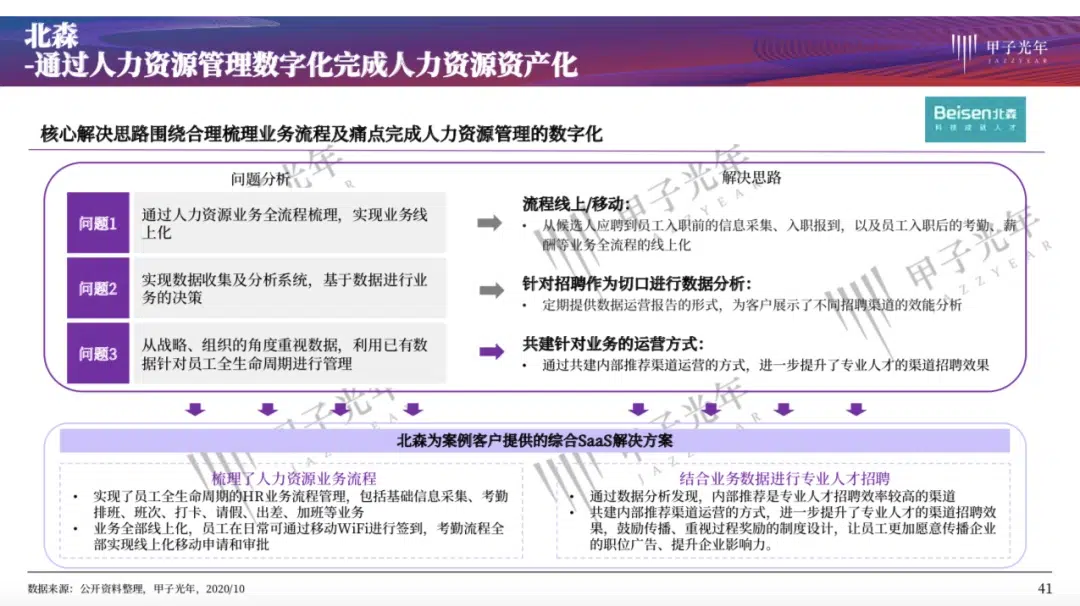 北森
-通过人力资源管理数字化完成人力资源资产化
甲子光年
JAZZYEAR
Beisen北森
科技成就人才
核心解决思路围绕合理梳理业务流程及痛点完成人力资源管理的数字化
问题分析
解决思路
问题1
通过人力资源业务全流程梳理，实现业务线
上化
流程线上/移动：
• 从候选人应聘到员工入职前的信息采集、入职报到，以及员工入职后的考勤、薪
酬等业务全流程的线上化
问题2
实现数据收集及分析系统，基于数据进行业
务的决策
针对招聘作为切口进行数据分析：
• 定期提供数据运营报告的形式，为客户展示了不同招聘渠道的效能分析
问题3
从战略、组织的角度重视数据，利用已有数
据针对员工全生命周期进行管理
共建针对业务的运营方式：
• 通过共建内部推荐渠道运营的方式，进一步提升了专业人才的渠道招聘效果
北森为案例客户提供的综合SaaS解决方案
梳理了人力资源业务流程
• 实现了员工全生命周期的HR业务流程管理，包括基础信息采集、考勤
排班、班次、打卡、请假、出差、加班等业务
• 业务全部线上化，员工在日常可通过移动WiFi进行签到，考勤流程全
部实现线上化移动申请和审批
结合业务数据进行专业人才招聘
• 通过数据分析发现，内部推荐是专业人才招聘效率较高的渠道
• 共建内部推荐渠道运营的方式，进一步提升了专业人才的渠道招聘效
果，鼓励传播、重视过程奖励的制度设计，让员工更加愿意传播企业
的职位广告、提升企业影响力。
数据来源：公开资料整理，甲子光年，2020/10
41